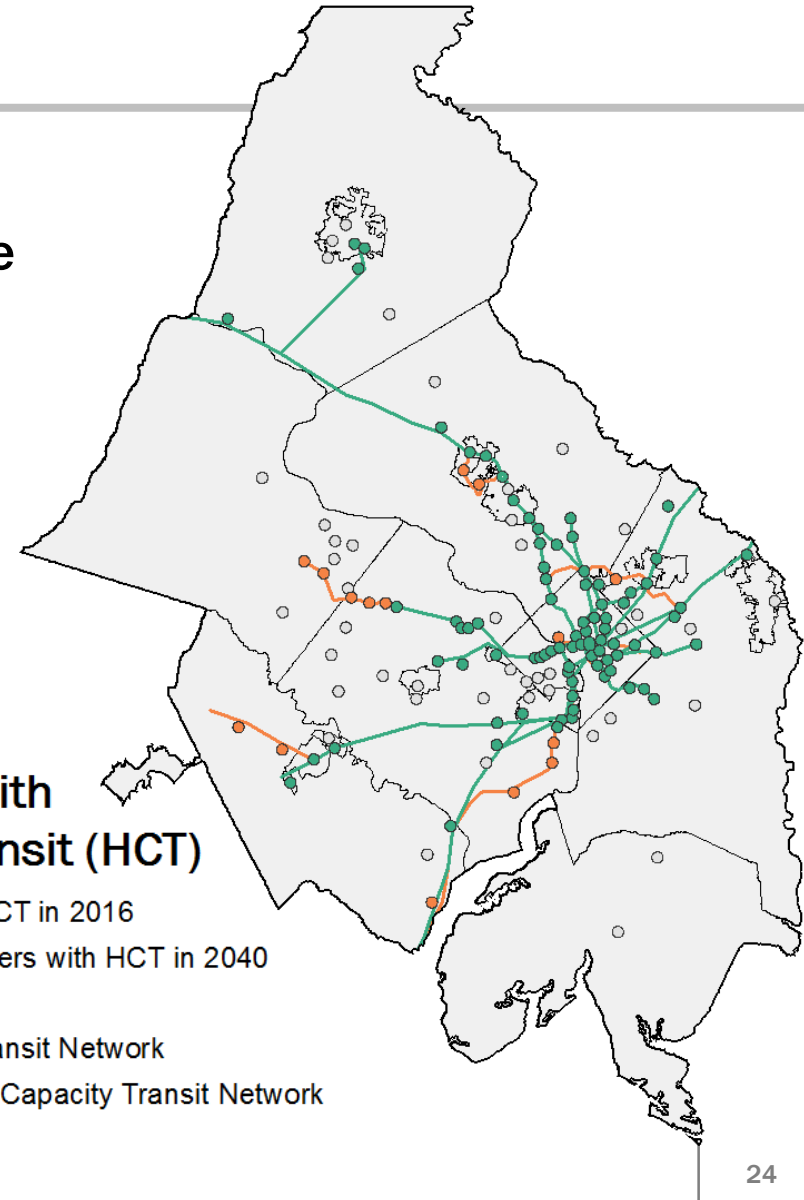 e
ith
nsit (HCT)
CT in 2016
ers with HCT in 2040
ansit Network
Capacity Transit Network
24